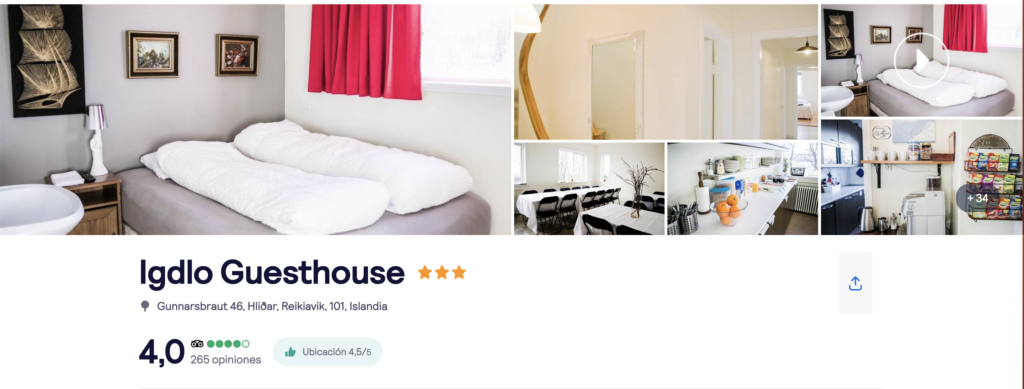 + 34
Igdlo Guesthouse
Gunnarsbraut 46, Hlíðar, Reikiavik, 101, Islandia
4,0
265 opiniones
Ubicación 4,5/5